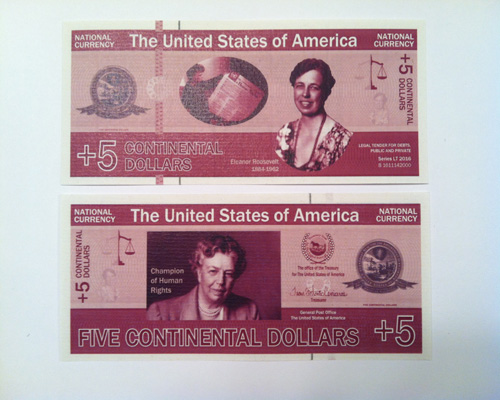 NATIONAL
CURRENCY
The United States of America
NATIONAL
CURRENCY
+5
CONTINENTAL
DOLLARS
+5
CONTINENTAL
DOLLARS
Eleanor Roosevelt
1884-1962
LEGAL TENDER FOR DEBTS,
PUBLIC AND PRIVATE
Series LT 2016
NATIONAL
CURRENCY
The United States of America
NATIONAL
CURRENCY
+5
CONTINENTAL
DOLLARS
Champion
of Human
Rights
The office of the Treasure
for The United States of America
Treasurer
General Post Office
The United States of America
FIVE CONTINENTAL DOLLARS
+5